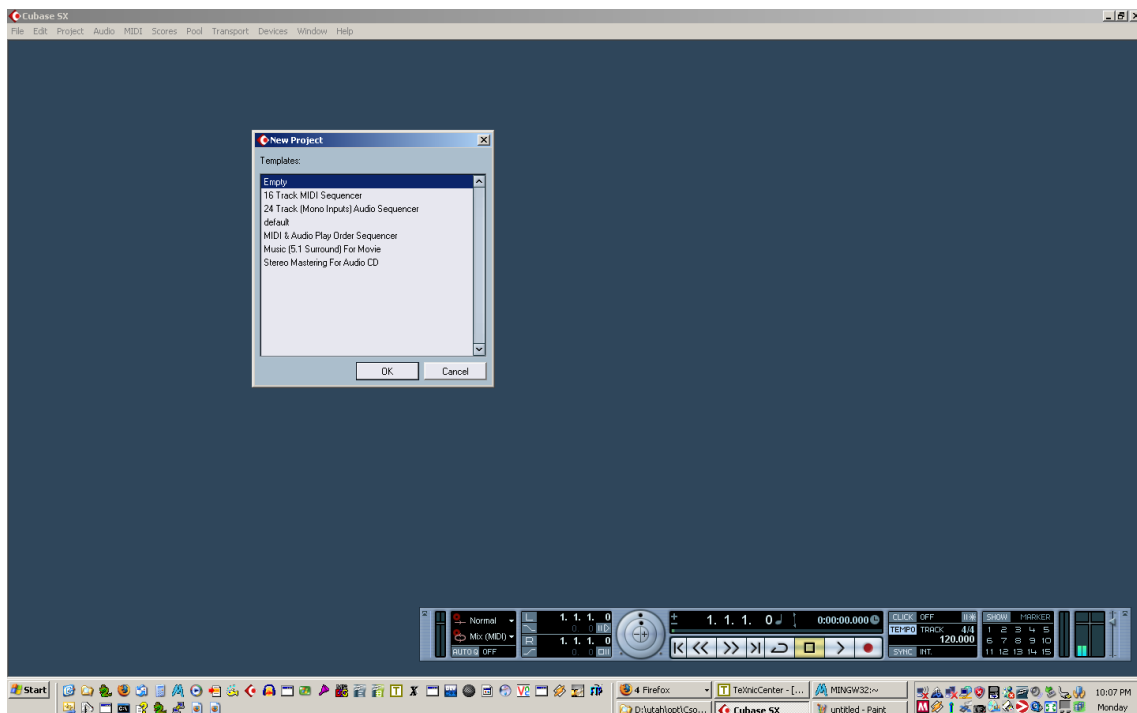 Cubase SX
File Edit Project Audio MIDI Scores Pool Transport Devices Window Help
New Project
Templates:
Empty
16 Track MIDI Sequencer
24 Track (Mono Inputs) Audio Sequencer
default
MIDI & Audio Play Order Sequencer
Music (5.1 Surround) For Movie
Stereo Mastering For Audio CD
OK Cancel
Normal
Mix (MIDI)
AUTO Q OFF
L 1. 1. 1. 0
0 0
R 1. 1. 1. 0
0 0
1. 1. 1. 0 0:00:00.000
CLICK OFF
TEMPO TRACK 4/4
120.000
SYNC INT.
SHOW MARKER
1 2 3 4 5
6 7 8 9 10
11 12 13 14 15
Start 4 Firefox TeXnicCenter - [... MINGW32:~ 10:07 PM
D:\utah\opt\Cso... Cubase SX untitled - Paint Monday